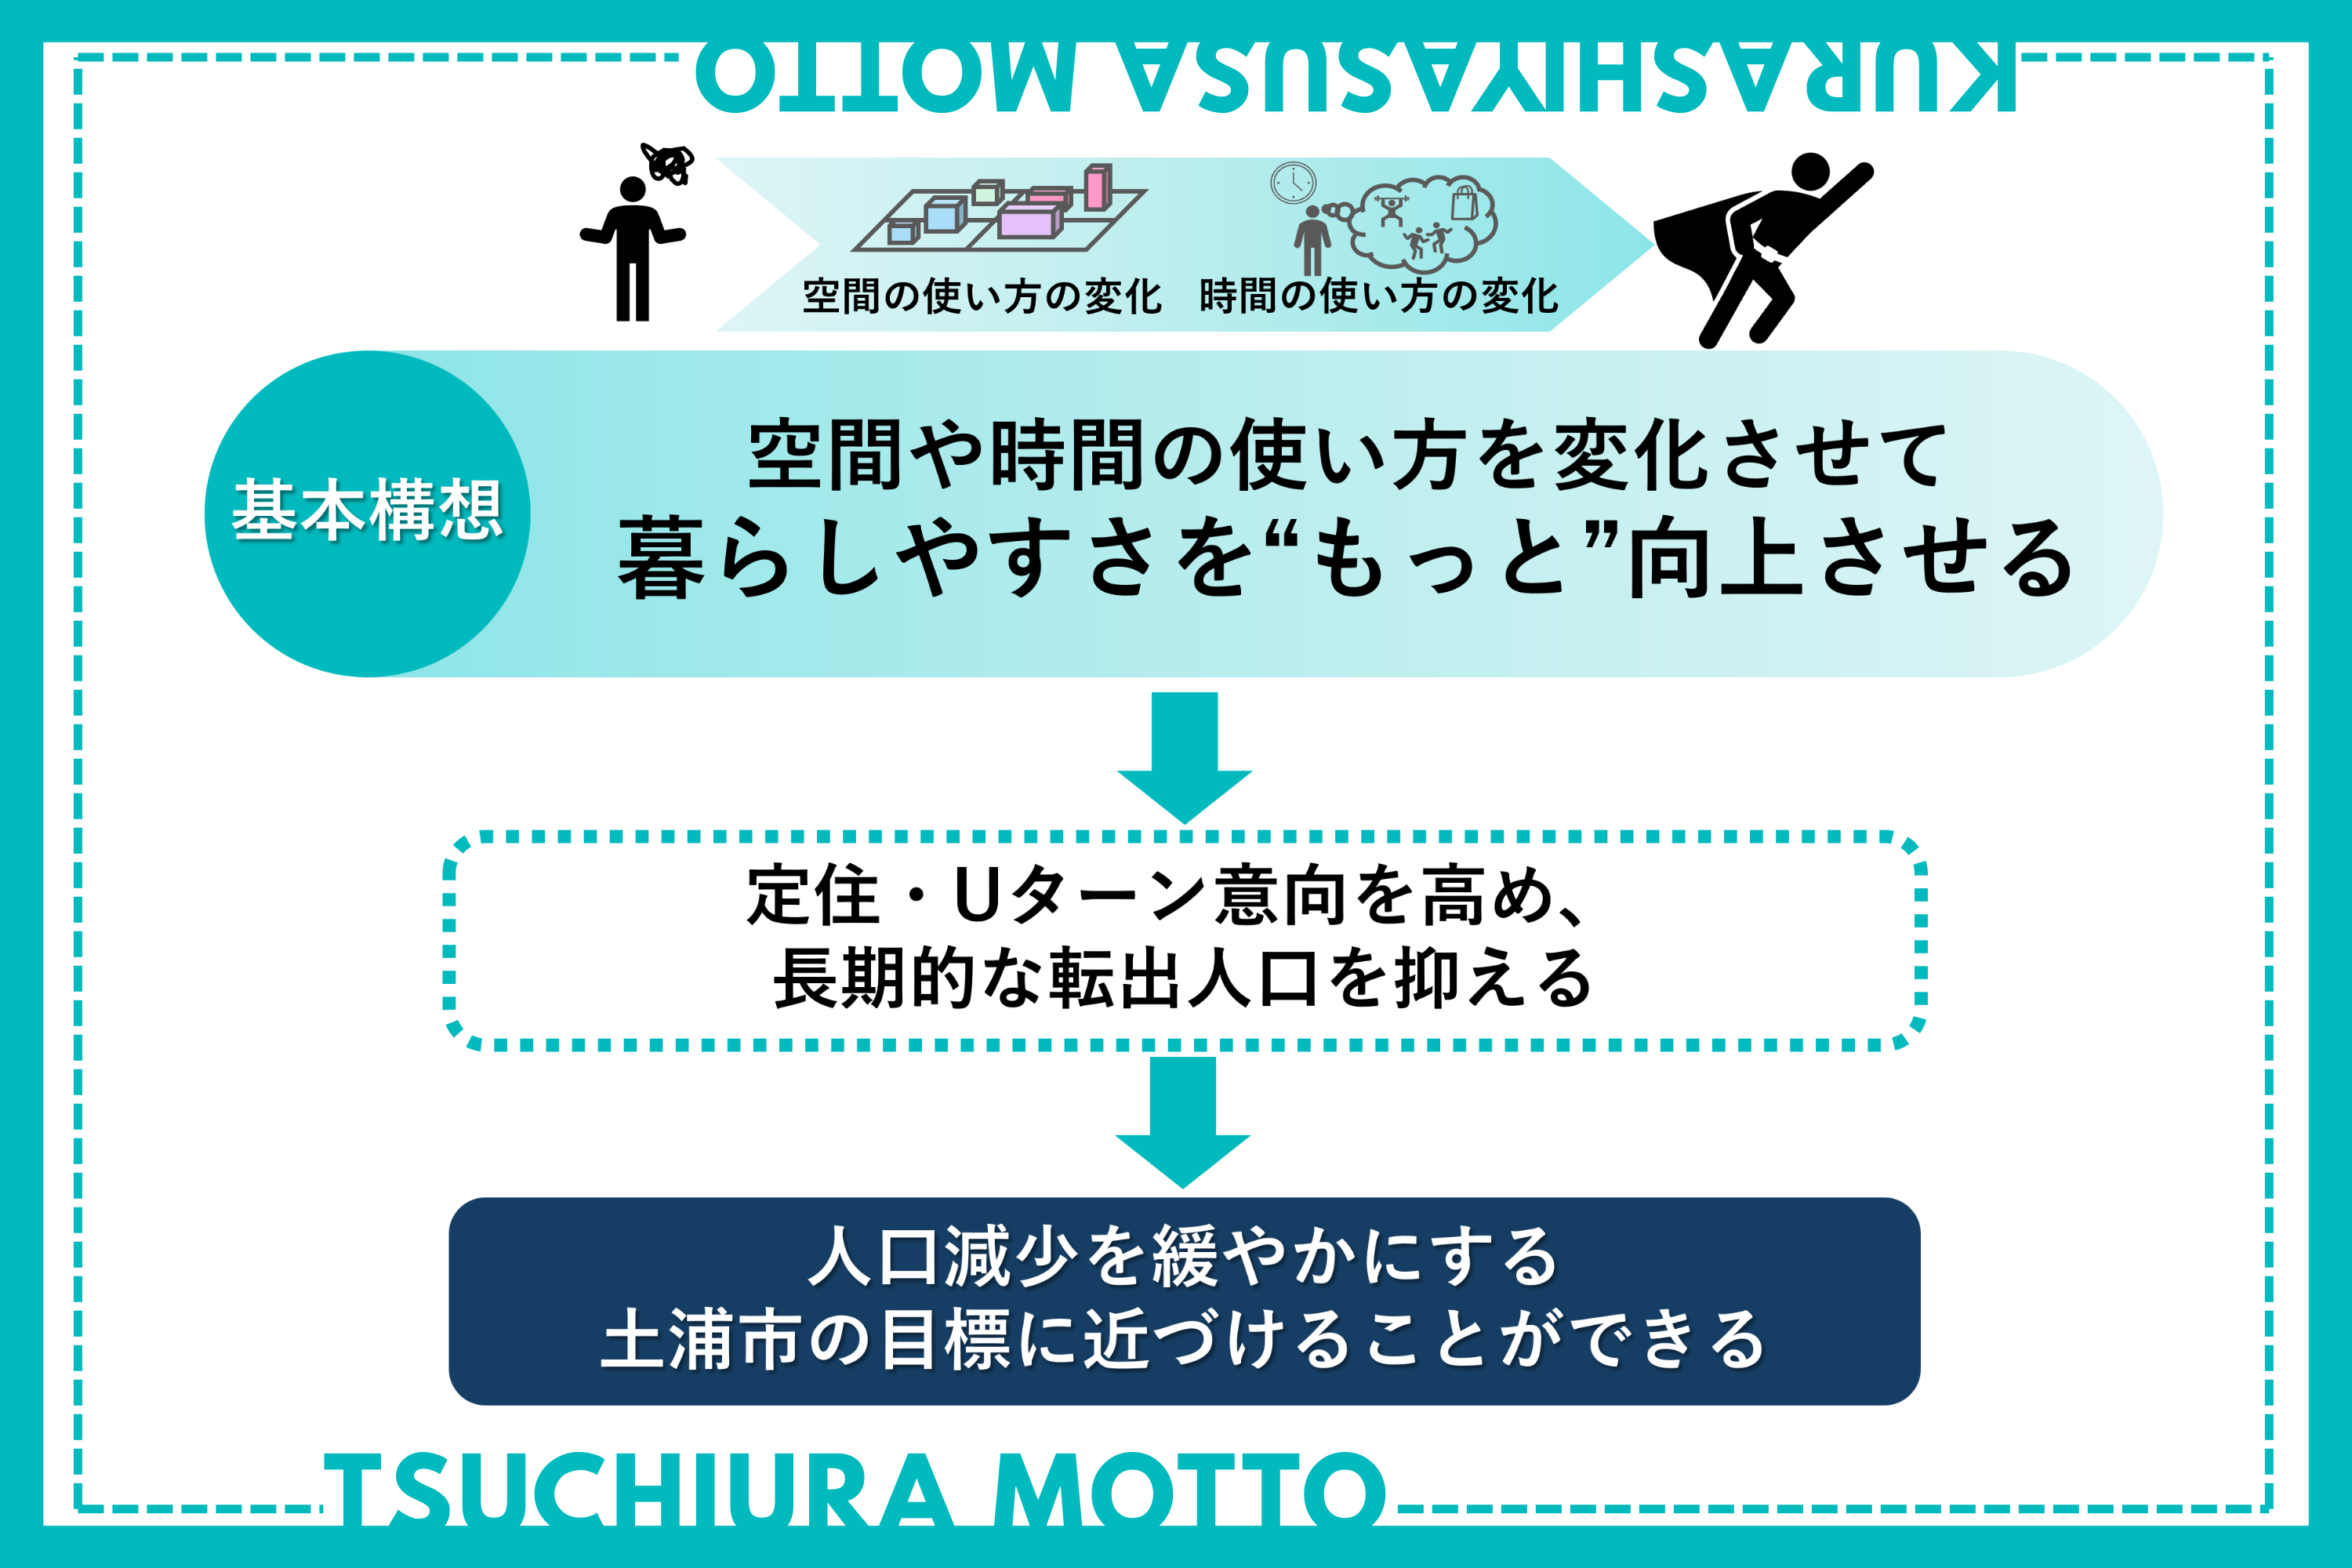 KURASHIYASUSA MOTTO
空間の使い方の変化
時間の使い方の変化
基本構想
空間や時間の使い方を変化させて
暮らしやすさを“もっと”向上させる
定住・Uターン意向を高め、
長期的な転出人口を抑える
人口減少を緩やかにする
土浦市の目標に近づけることができる
TSUCHIURA MOTTO